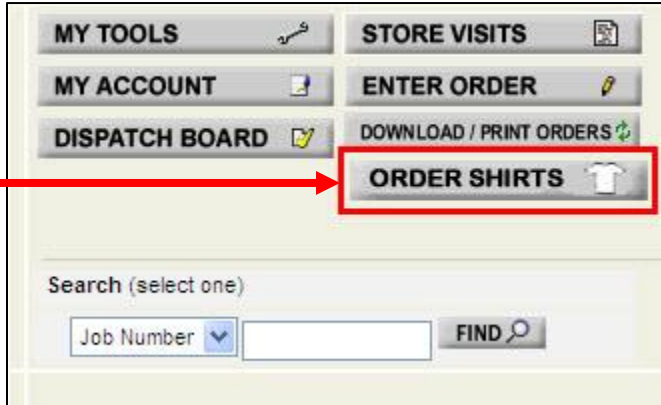 MY TOOLS
STORE VISITS
MY ACCOUNT
ENTER ORDER
DISPATCH BOARD
DOWNLOAD / PRINT ORDERS
ORDER SHIRTS
Search (select one)
Job Number
FIND